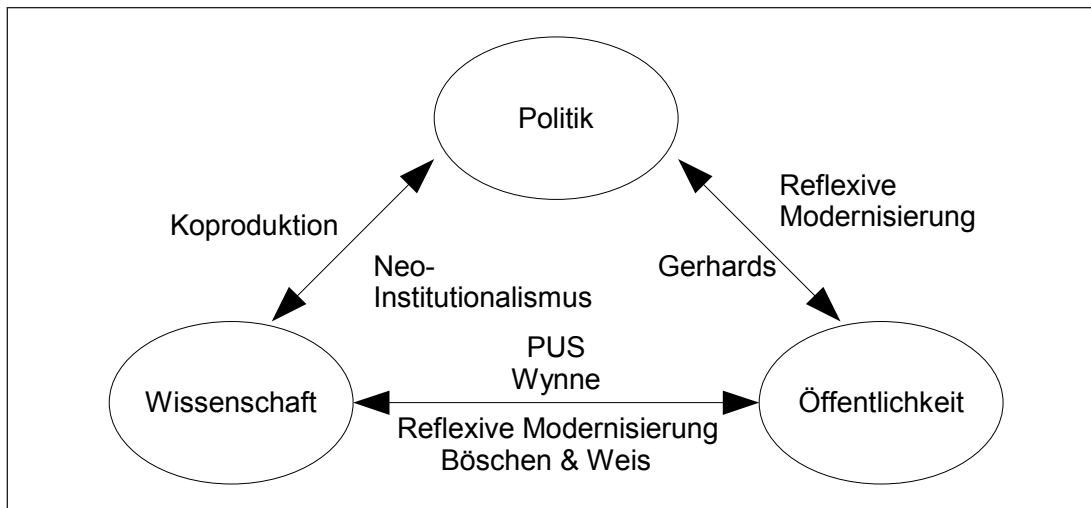 Politik
Reflexive
Modernisierung
Koproduktion
Gerhards
Neo-
Institutionalismus
PUS
Wynne
Wissenschaft
Öffentlichkeit
Reflexive Modernisierung
Böschen & Weis